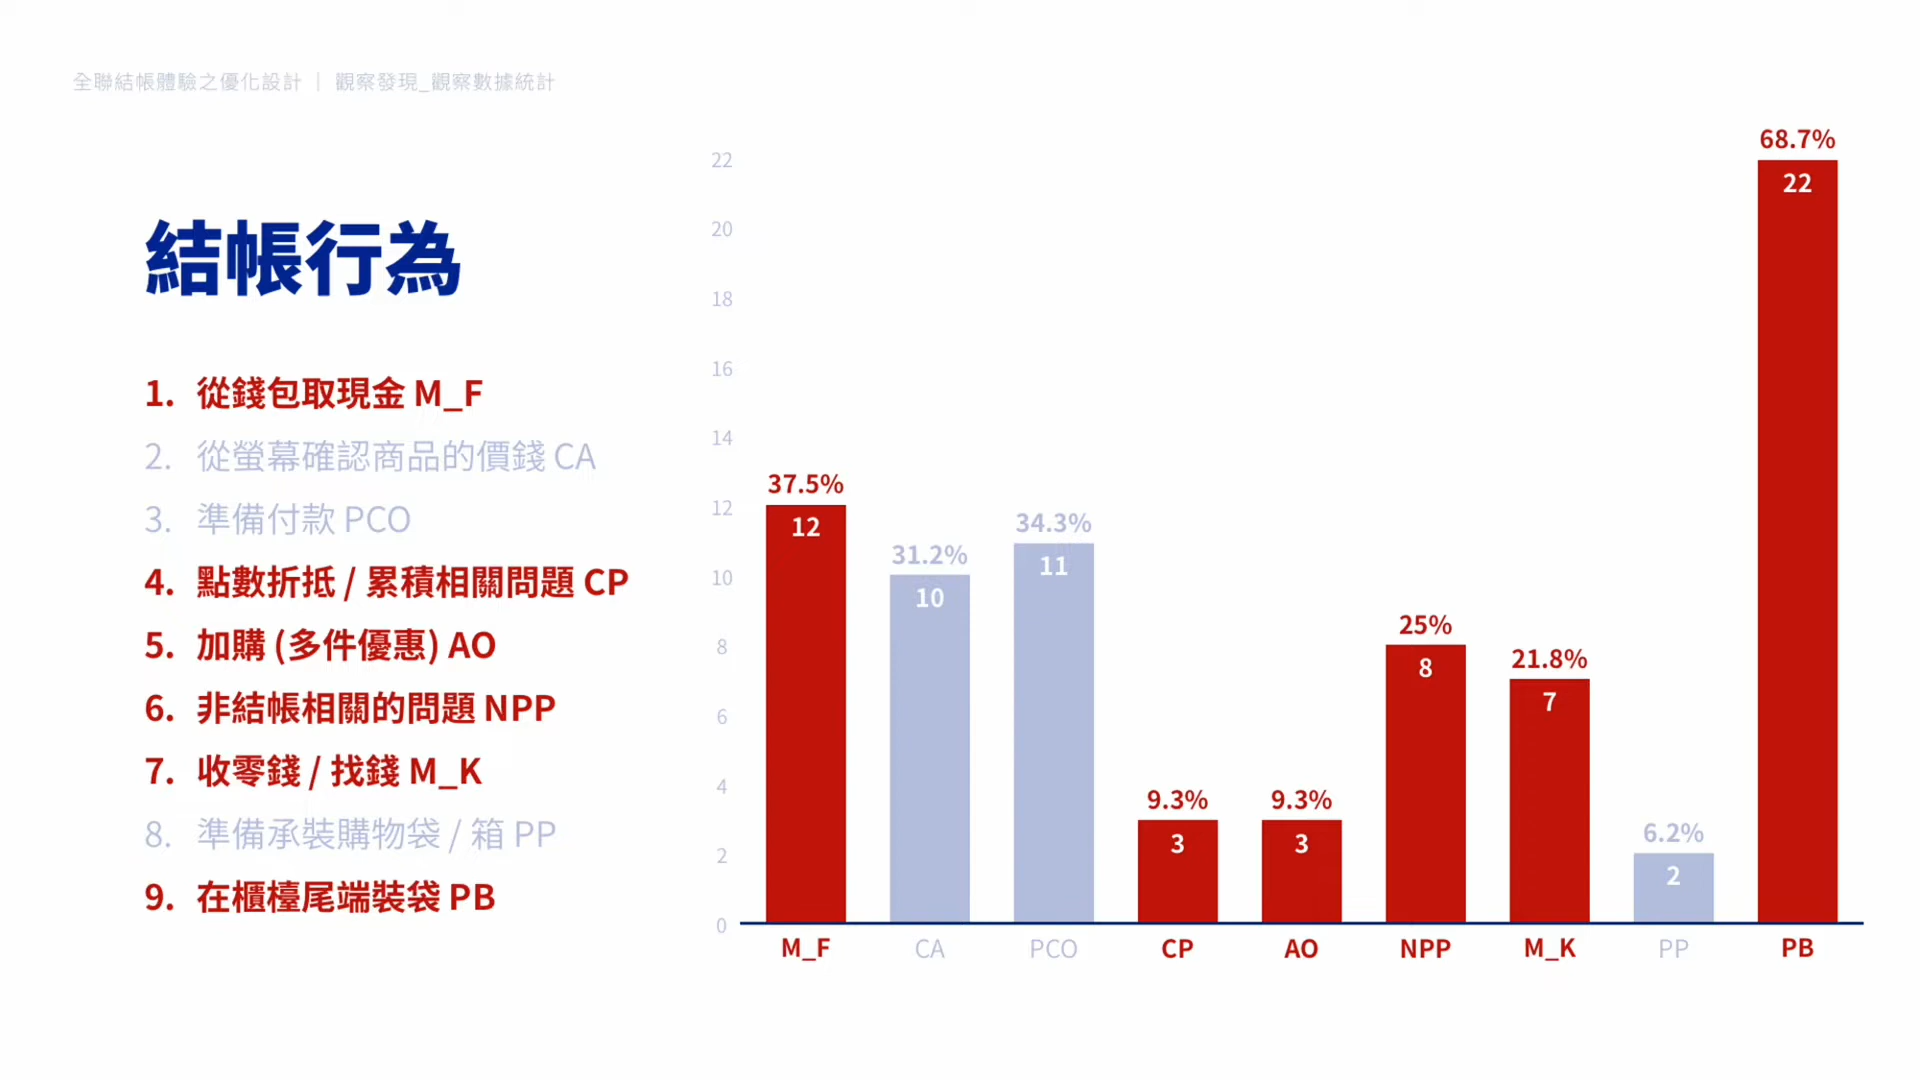 全聯結帳體驗之優化設計 | 觀察發現_觀察數據統計
結帳行為
1. 從錢包取現金 M_F
2. 從螢幕確認商品的價錢 CA
3. 準備付款 PCO
4. 點數折抵 / 累積相關問題 CP
5. 加購 (多件優惠) AO
6. 非結帳相關的問題 NPP
7. 收零錢 / 找錢 M_K
8. 準備承裝購物袋 / 箱 PP
9. 在櫃檯尾端裝袋 PB
22
20
18
16
14
12
10
8
6
4
2
0
37.5%
12
31.2%
10
34.3%
11
9.3%
3
9.3%
3
25%
8
21.8%
7
6.2%
2
68.7%
22
M_F CA PCO CP AO NPP M_K PP PB